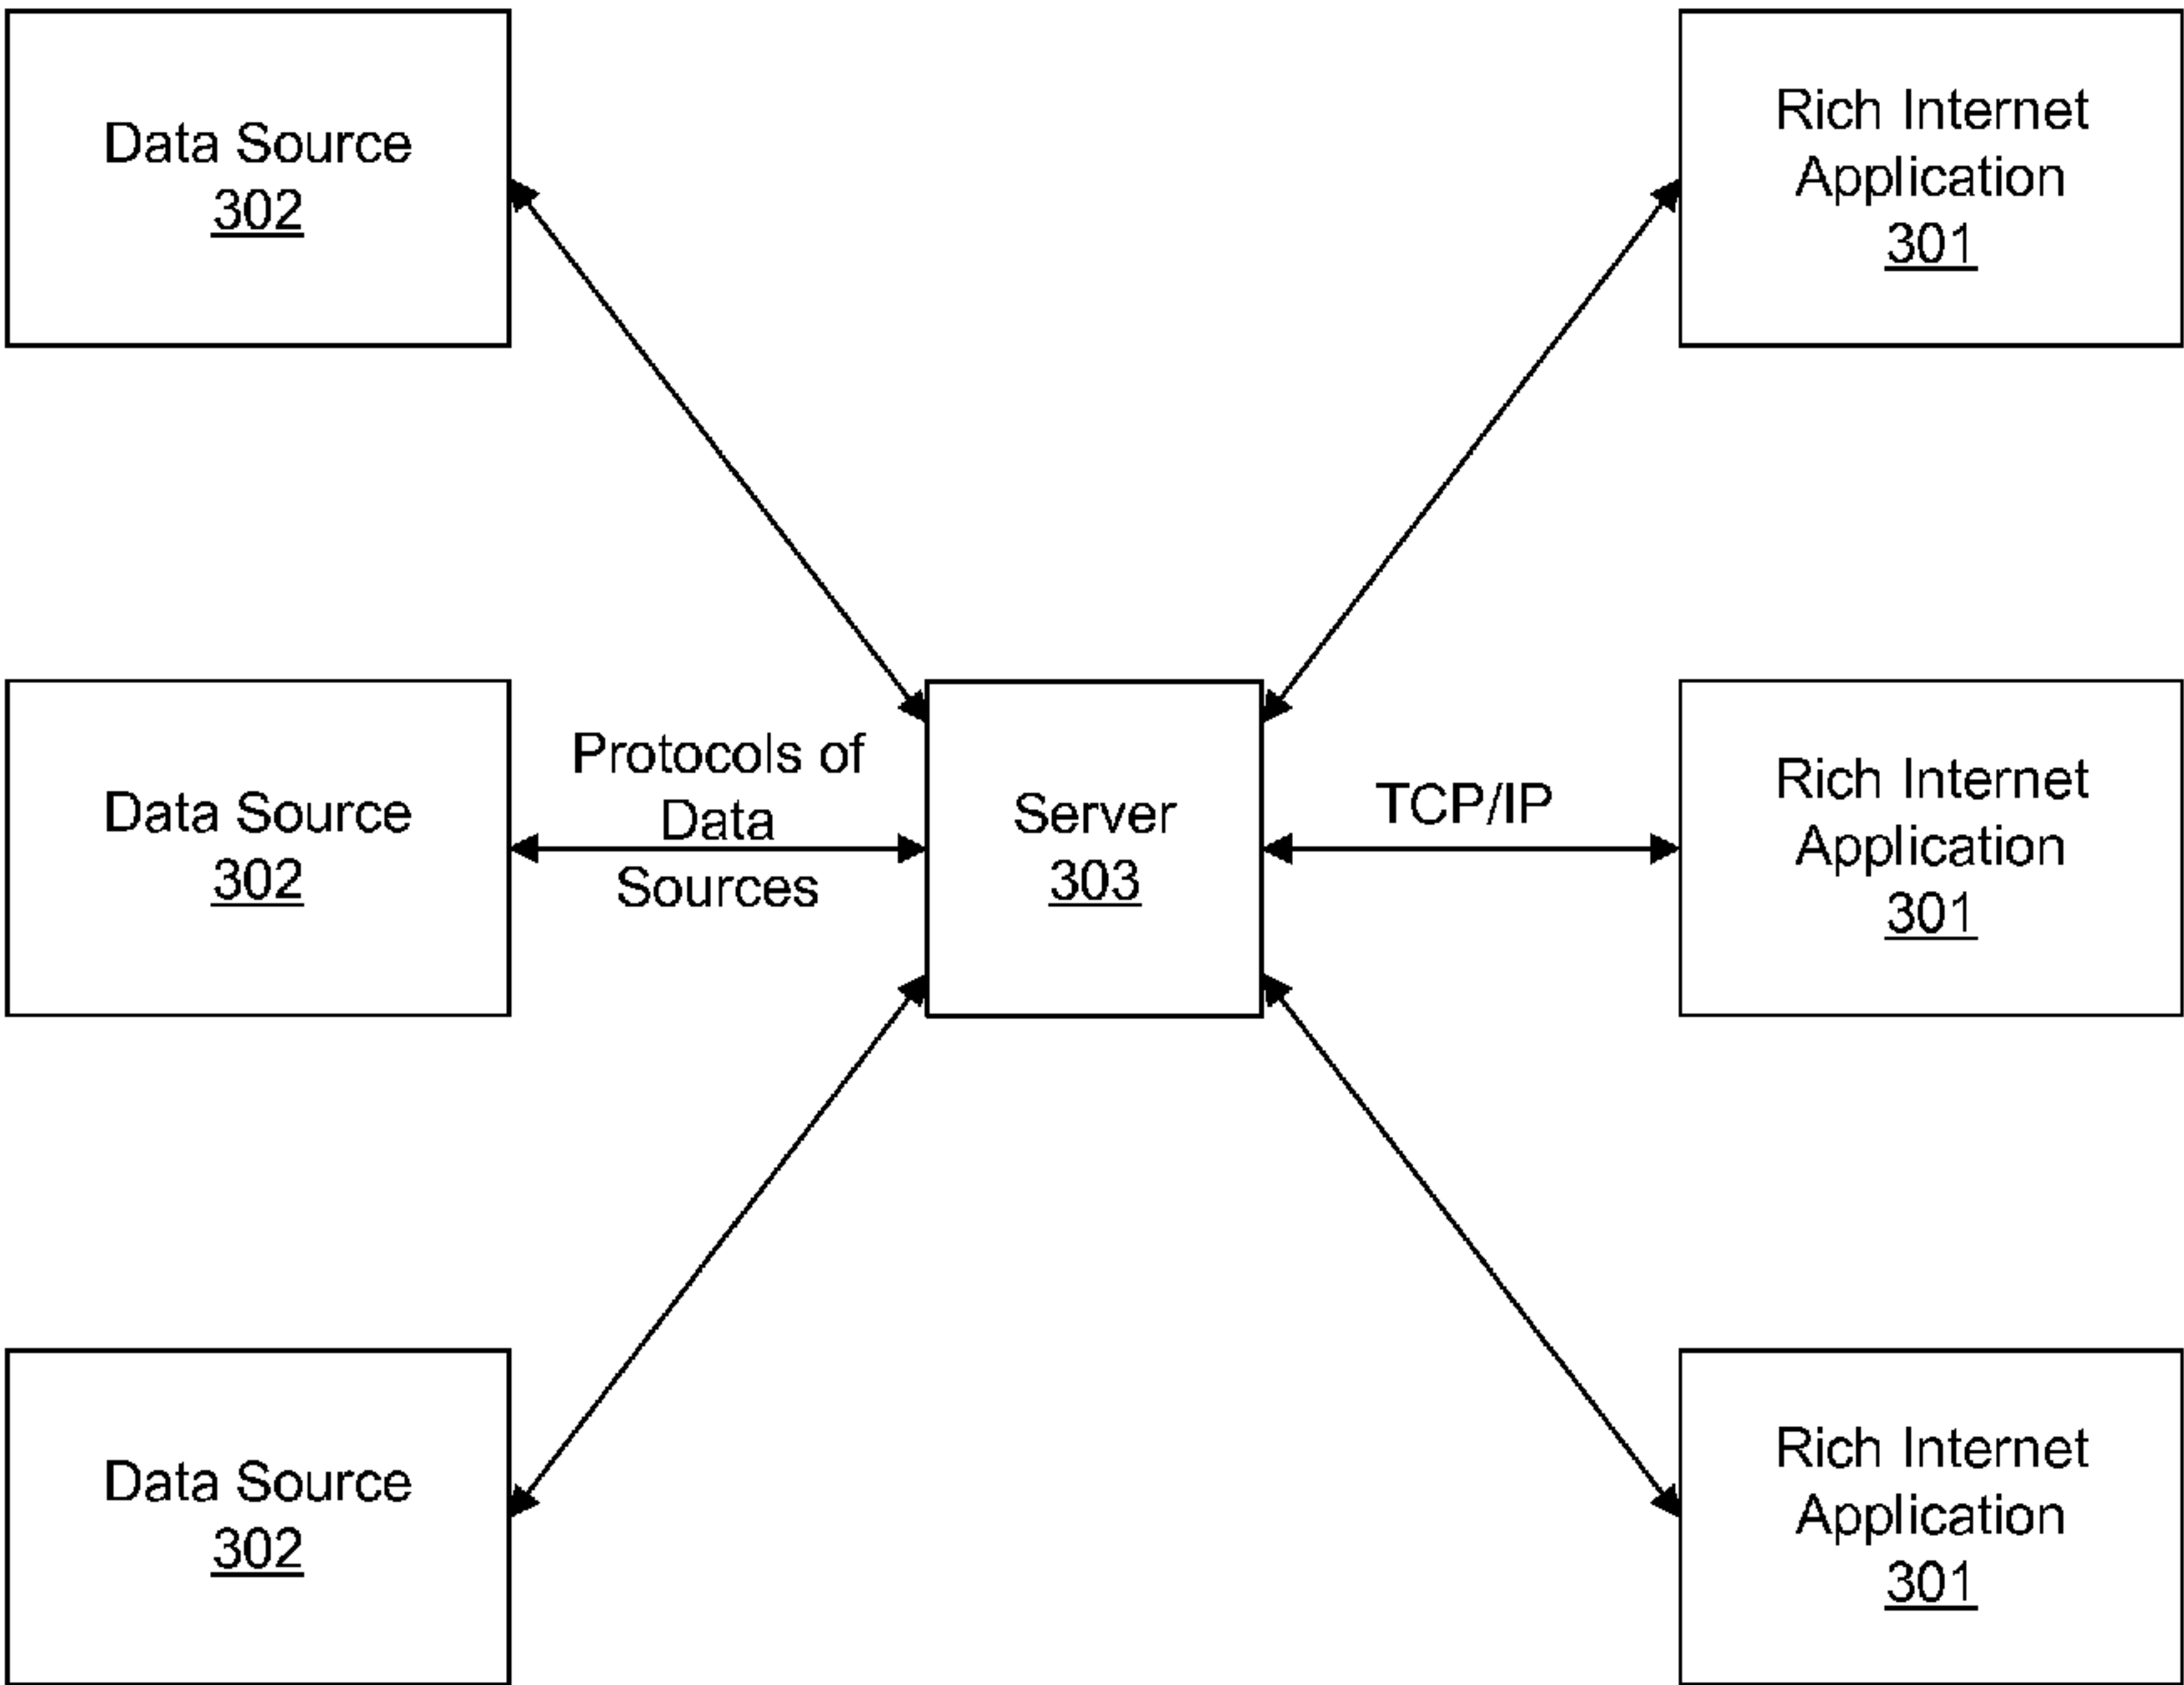 Data Source
302
Rich Internet
Application
301
Data Source
302
Protocols of
Data
Sources
Server
303
TCP/IP
Rich Internet
Application
301
Data Source
302
Rich Internet
Application
301